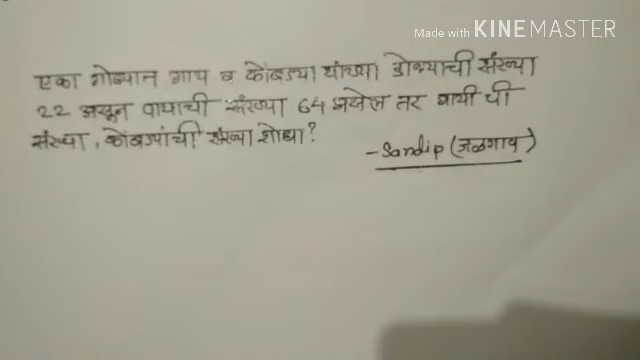 Made with KINEMASTER
एका गोठ्यात गाय व कोंबड्या यांच्या डोक्याची संख्या
22 असून पायाची संख्या 64 असेल तर गायी ची
संख्या, कोंबड्यांची संख्या शोधा?
-Sandip (जळगाव)